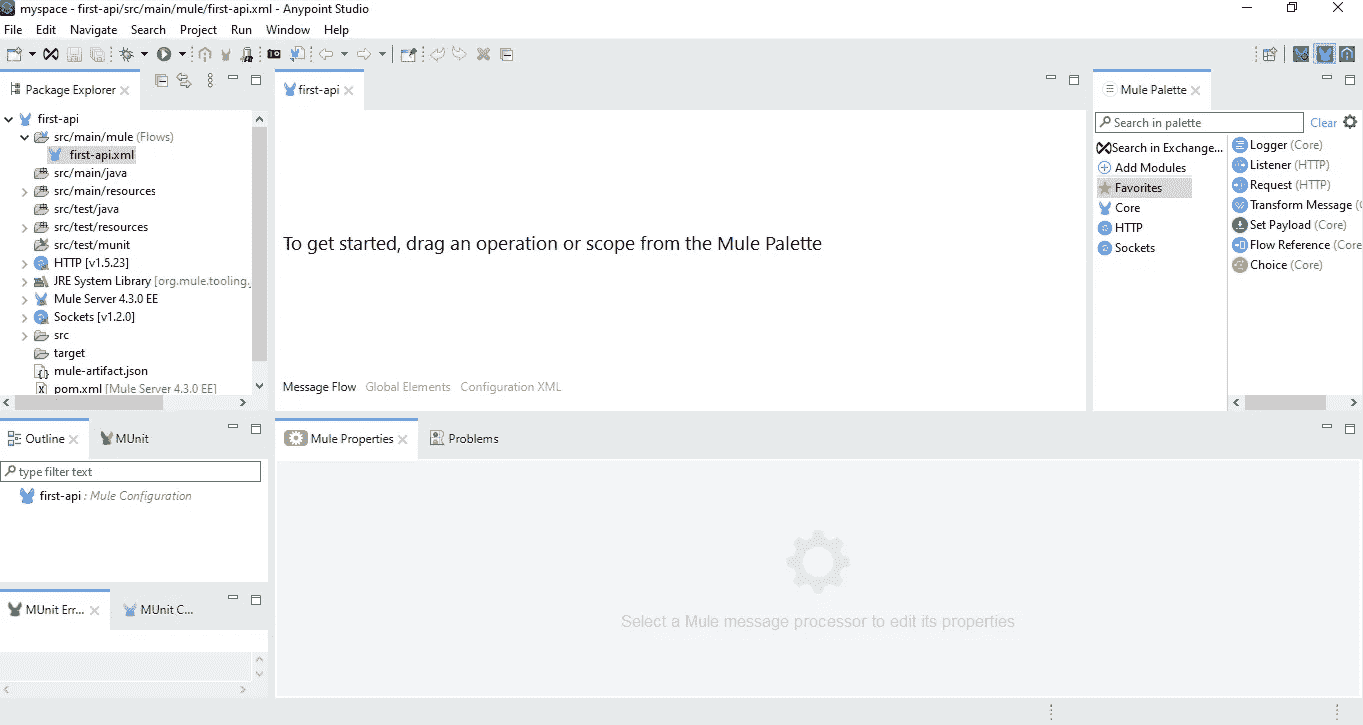 myspace - first-api/src/main/mule/first-api.xml - Anypoint Studio
File Edit Navigate Search Project Run Window Help
Package Explorer
first-api
src/main/mule (Flows)
first-api.xml
src/main/java
src/main/resources
src/test/java
src/test/resources
src/test/munit
HTTP [v1.5.23]
JRE System Library [org.mule.tooling.
Mule Server 4.3.0 EE
Sockets [v1.2.0]
src
target
mule-artifact.json
pom.xml [Mule Server 4.3.0 EE]
first-api
To get started, drag an operation or scope from the Mule Palette
Message Flow Global Elements Configuration XML
Mule Palette
Search in palette Clear
Search in Exchange...
Add Modules
Favorites
Core
HTTP
Sockets
Logger (Core)
Listener (HTTP)
Request (HTTP)
Transform Message (
Set Payload (Core)
Flow Reference (Core
Choice (Core)
Outline MUnit
type filter text
first-api : Mule Configuration
MUnit Err... MUnit C...
Mule Properties Problems
Select a Mule message processor to edit its properties